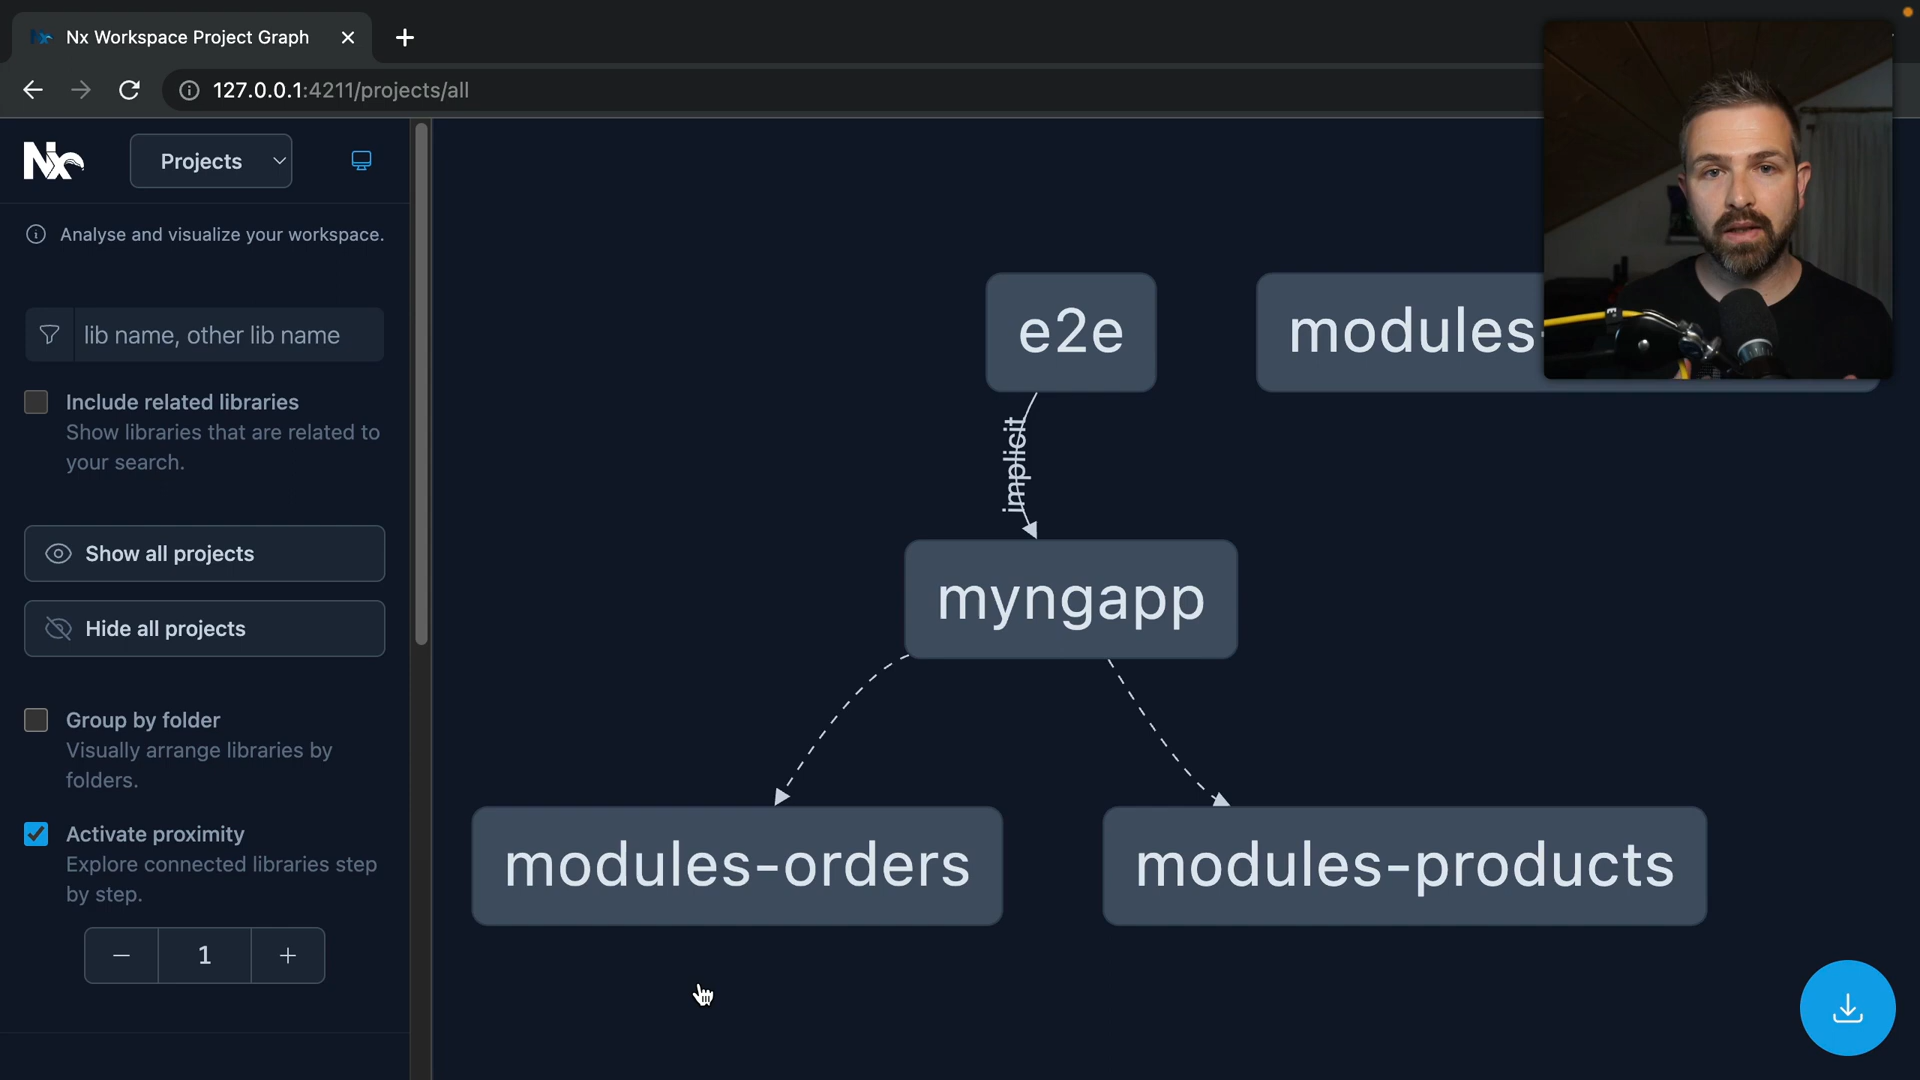 Nx Workspace Project Graph
127.0.0.1:4211/projects/all
Nx
Projects
Analyse and visualize your workspace.
lib name, other lib name
Include related libraries
Show libraries that are related to
your search.
Show all projects
Hide all projects
Group by folder
Visually arrange libraries by
folders.
Activate proximity
Explore connected libraries step
by step.
1
e2e
modules-
implicit
myngapp
modules-orders
modules-products